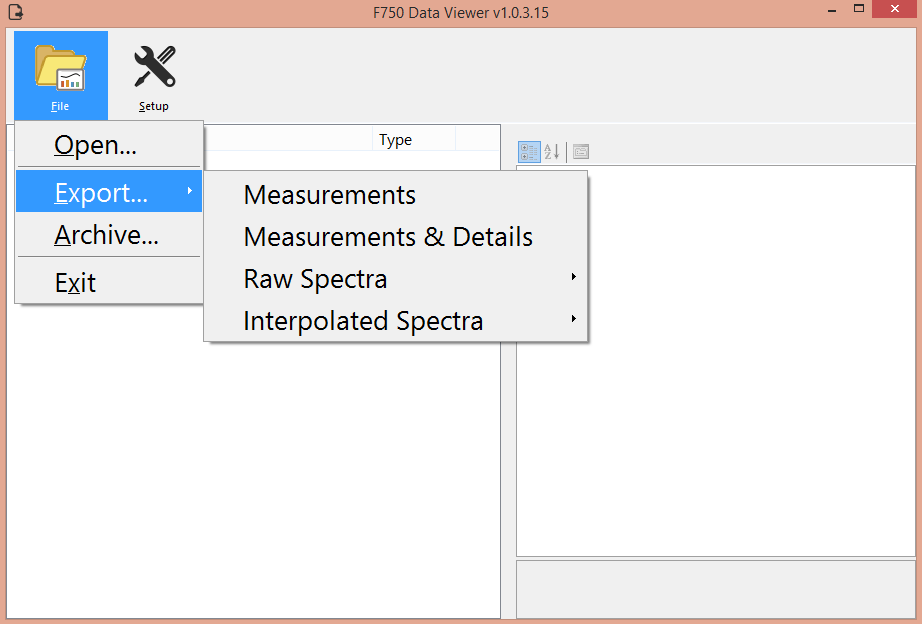 F750 Data Viewer v1.0.3.15
File
Setup
Open...
Type
Export...
Measurements
Archive...
Measurements & Details
Exit
Raw Spectra
Interpolated Spectra